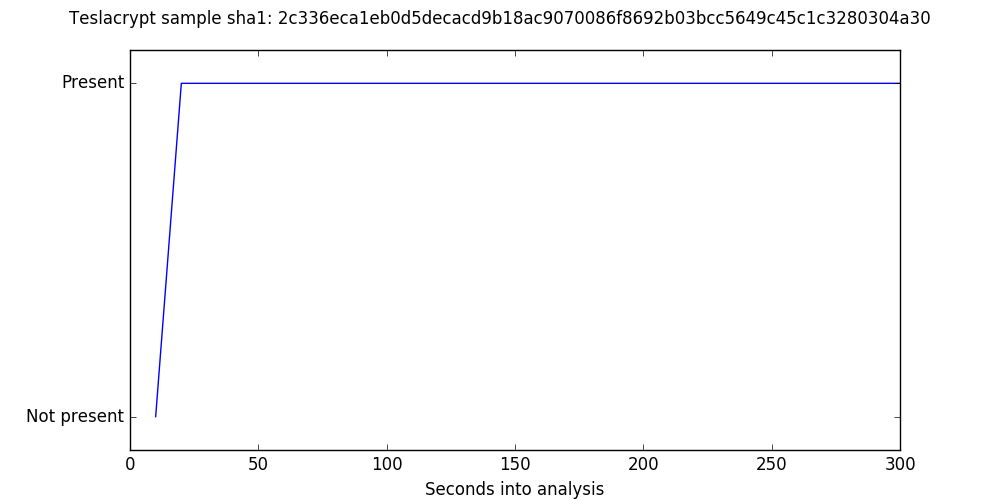 Teslacrypt sample sha1: 2c336eca1eb0d5decacd9b18ac9070086f8692b03bcc5649c45c1c3280304a30
Present
Not present
0 50 100 150 200 250 300
Seconds into analysis